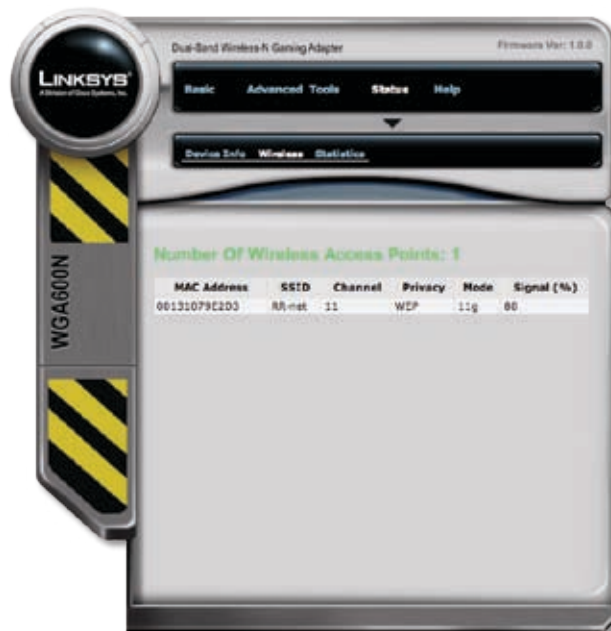 LINKSYS®
A Division of Cisco Systems, Inc.
Dual-Band Wireless-N Gaming Adapter
Firmware Ver: 1.0.0
Basic Advanced Tools Status Help
Device Info Wireless Statistics
WGA600N
Number Of Wireless Access Points: 1
MAC Address SSID Channel Privacy Mode Signal (%)
RR-net 11 WEP 11g 80